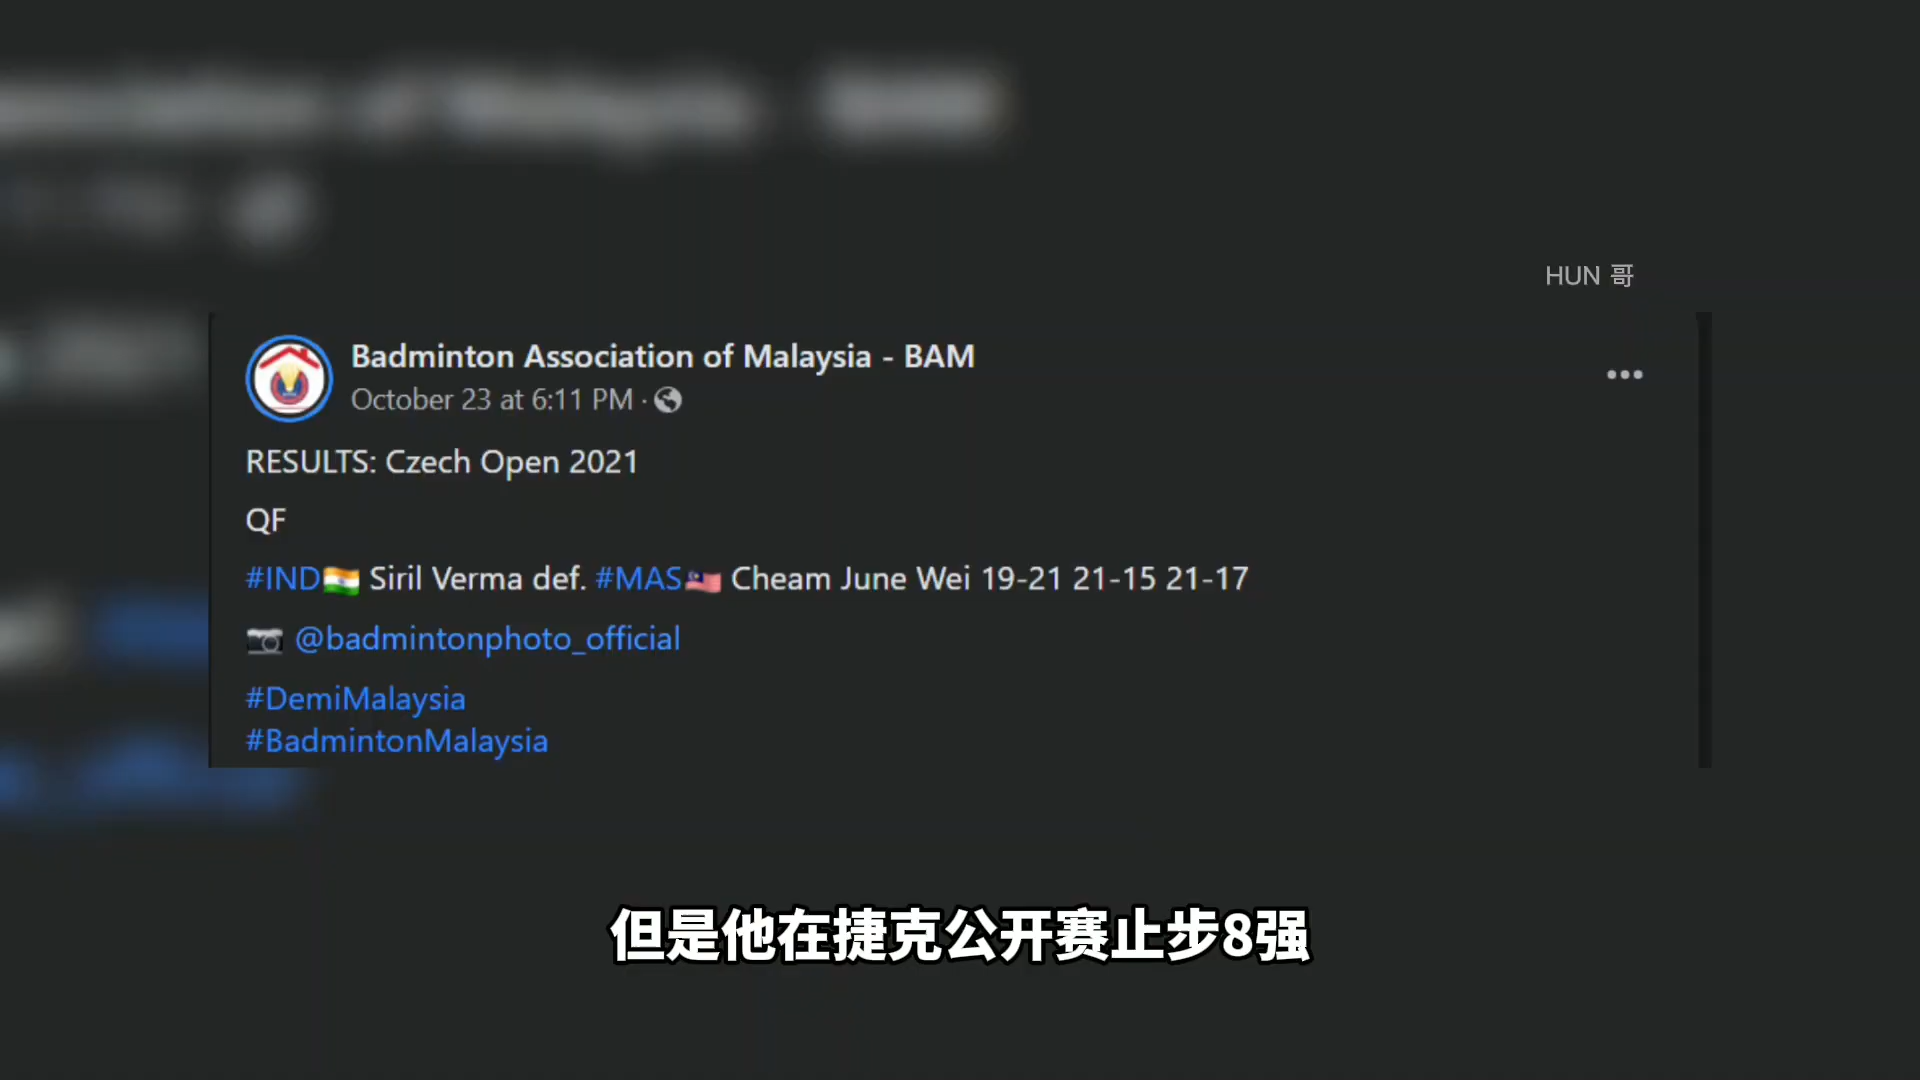 HUN 哥
Badminton Association of Malaysia - BAM
October 23 at 6:11 PM ·
RESULTS: Czech Open 2021
QF
#IND🇮🇳 Siril Verma def. #MAS🇲🇾 Cheam June Wei 19-21 21-15 21-17
📷 @badmintonphoto_official
#DemiMalaysia
#BadmintonMalaysia
但是他在捷克公开赛止步8强